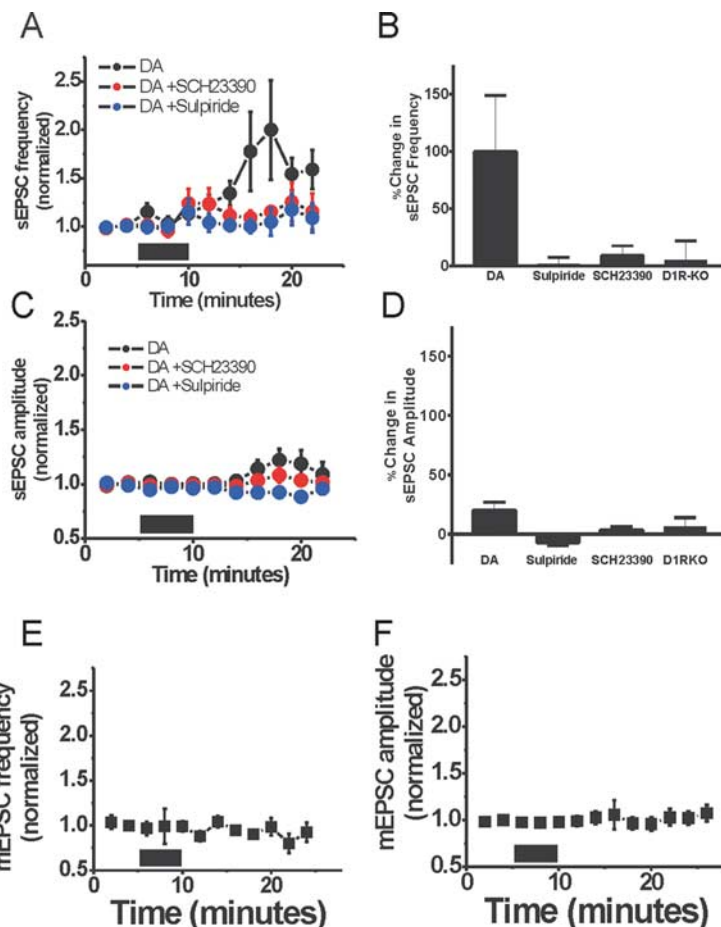 A
DA
DA +SCH23390
DA +Sulpiride
sEPSC frequency
(normalized)
2.5
2.0
1.5
1.0
0
10
20
Time (minutes)
B
%Change in
sEPSC Frequency
150
100
50
0
DA
Sulpiride
SCH23390
D1R-KO
C
DA
DA +SCH23390
DA +Sulpiride
sEPSC amplitude
(normalized)
2.5
2.0
1.5
1.0
0.5
0
10
20
Time (minutes)
D
% Change in
sEPSC Amplitude
150
100
50
0
DA
Sulpiride
SCH23390
D1RKO
E
mEPSC frequency
(normalized)
2.5
2.0
1.5
1.0
0.5
0
10
20
Time (minutes)
F
mEPSC amplitude
(normalized)
2.5
2.0
1.5
1.0
0.5
0
10
20
Time (minutes)